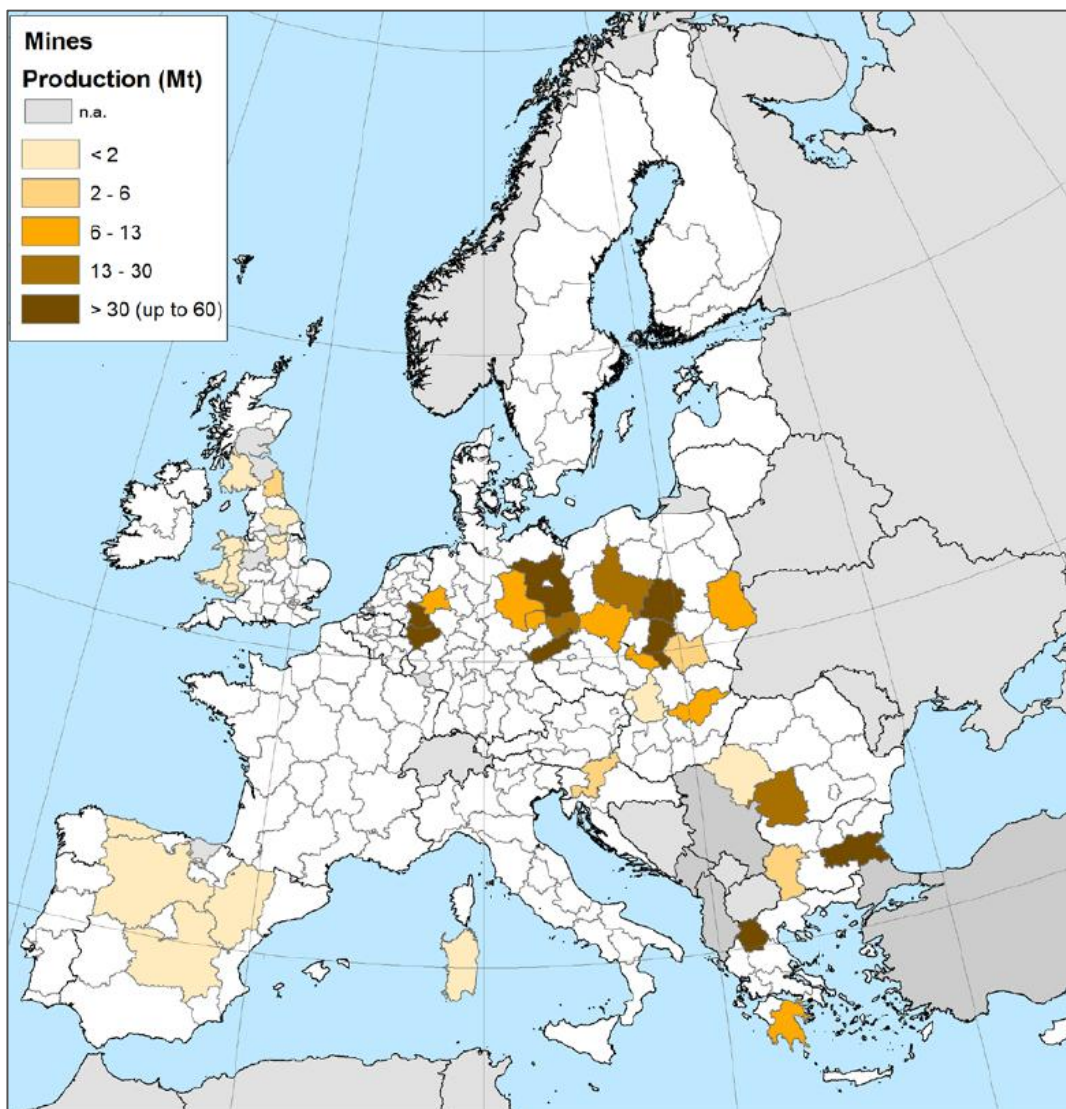 Mines
Production (Mt)
n.a.
< 2
2 - 6
6 - 13
13 - 30
> 30 (up to 60)